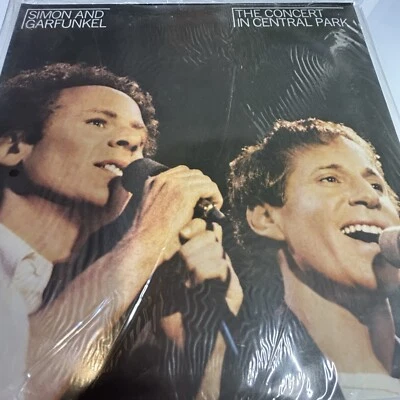 SIMON AND
GARFUNKEL
THE CONCERT
IN CENTRAL PARK